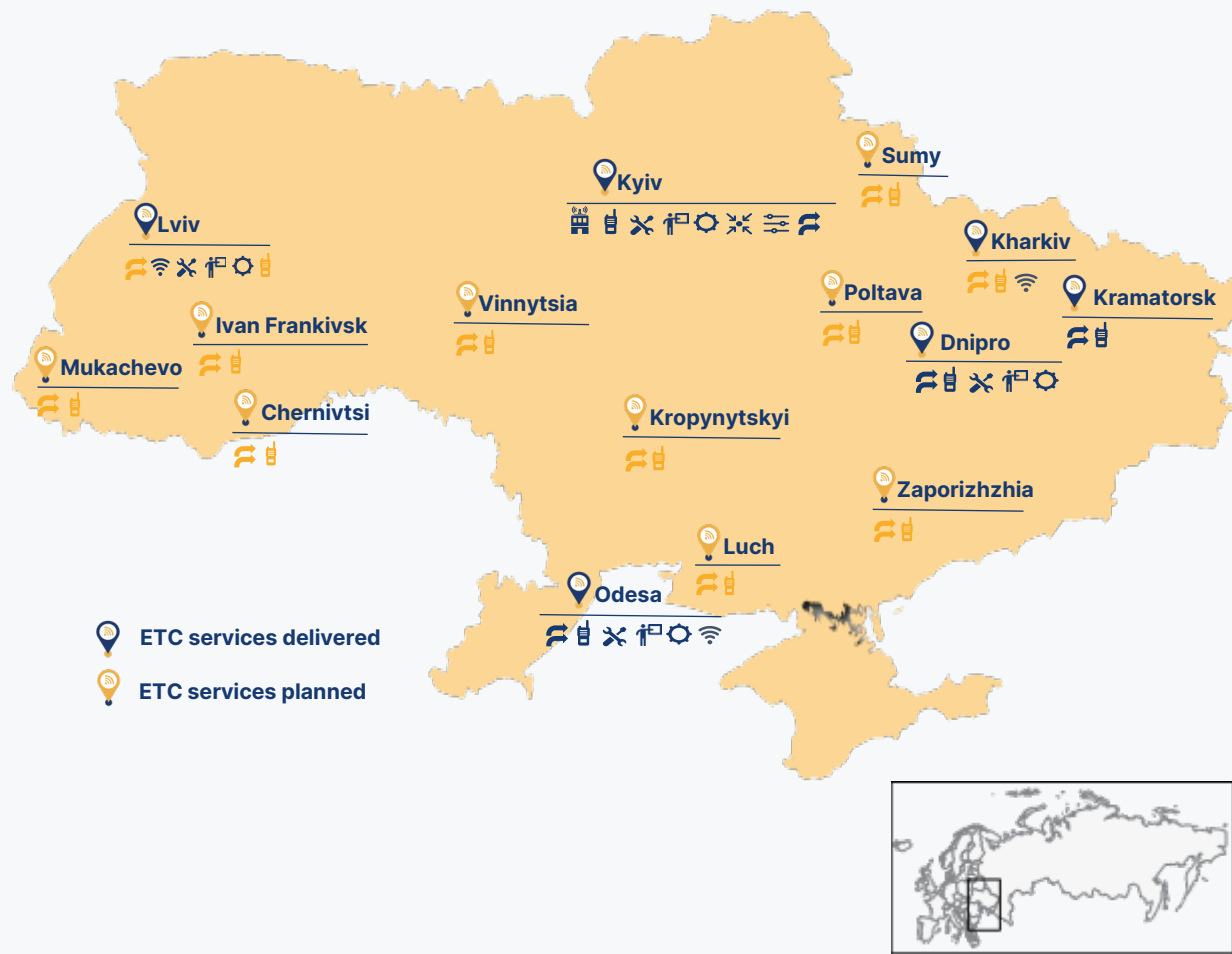 Sumy
Kyiv
Lviv
Kharkiv
Vinnytsia
Poltava
Kramatorsk
Ivan Frankivsk
Dnipro
Mukachevo
Chernivtsi
Kropynytskyi
Zaporizhzhia
Luch
Odesa
ETC services delivered
ETC services planned